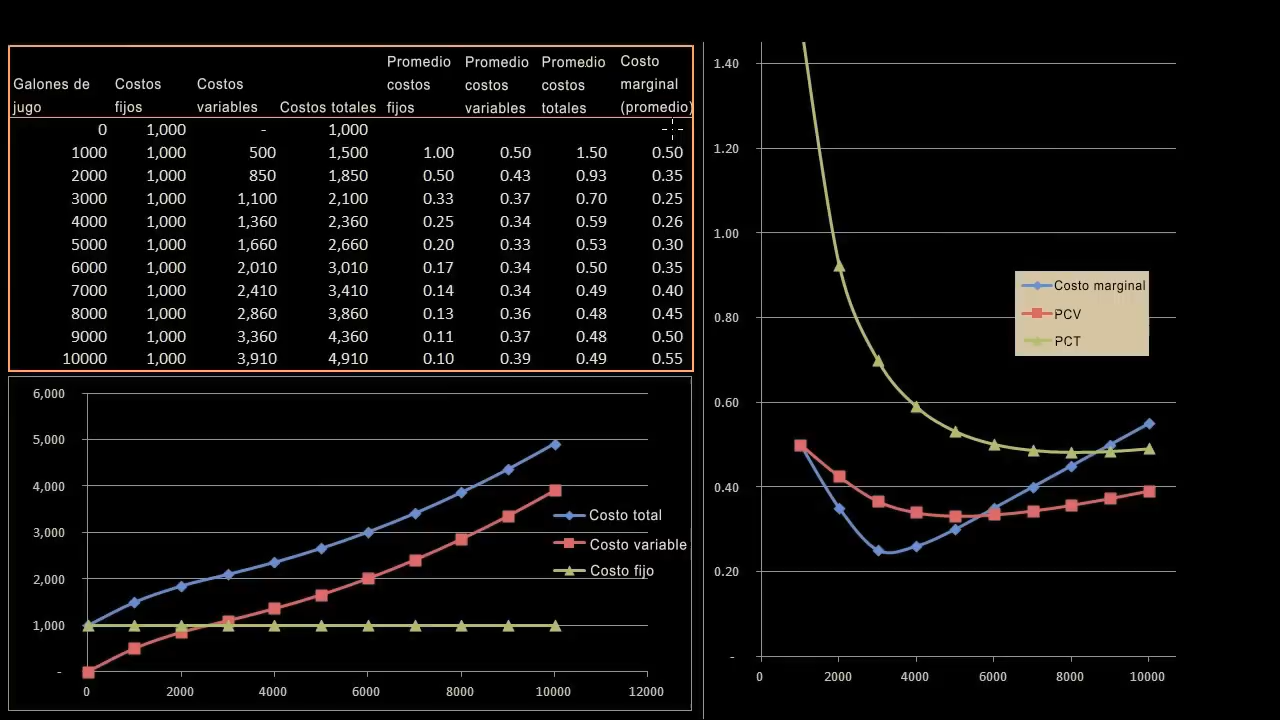 Galones de jugo Costos fijos Costos variables Costos totales Promedio costos fijos Promedio costos variables Promedio costos totales Costo marginal (promedio)
0 1,000 - 1,000
1000 1,000 500 1,500 1.00 0.50 1.50 0.50
2000 1,000 850 1,850 0.50 0.43 0.93 0.35
3000 1,000 1,100 2,100 0.33 0.37 0.70 0.25
4000 1,000 1,360 2,360 0.25 0.34 0.59 0.26
5000 1,000 1,660 2,660 0.20 0.33 0.53 0.30
6000 1,000 2,010 3,010 0.17 0.34 0.50 0.35
7000 1,000 2,410 3,410 0.14 0.34 0.49 0.40
8000 1,000 2,860 3,860 0.13 0.36 0.48 0.45
9000 1,000 3,360 4,360 0.11 0.37 0.48 0.50
10000 1,000 3,910 4,910 0.10 0.39 0.49 0.55
6,000
5,000
4,000
3,000
2,000
1,000
-
0 2000 4000 6000 8000 10000 12000
Costo total
Costo variable
Costo fijo
1.40
1.20
1.00
0.80
0.60
0.40
0.20
-
0 2000 4000 6000 8000 10000
Costo marginal
PCV
PCT